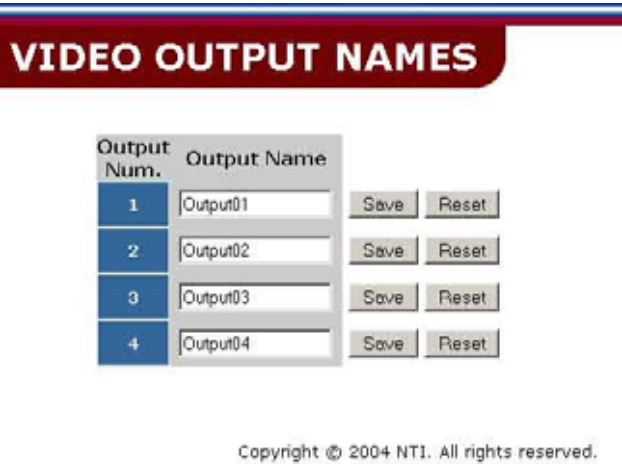 VIDEO OUTPUT NAMES
Output Num. Output Name
1 Output01 Save Reset
2 Output02 Save Reset
3 Output03 Save Reset
4 Output04 Save Reset
Copyright © 2004 NTI. All rights reserved.